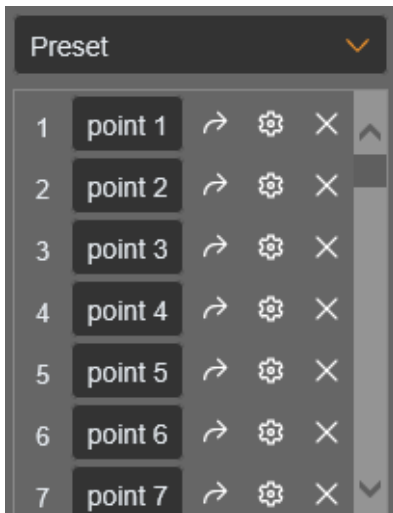 Preset
1 point 1
2 point 2
3 point 3
4 point 4
5 point 5
6 point 6
7 point 7